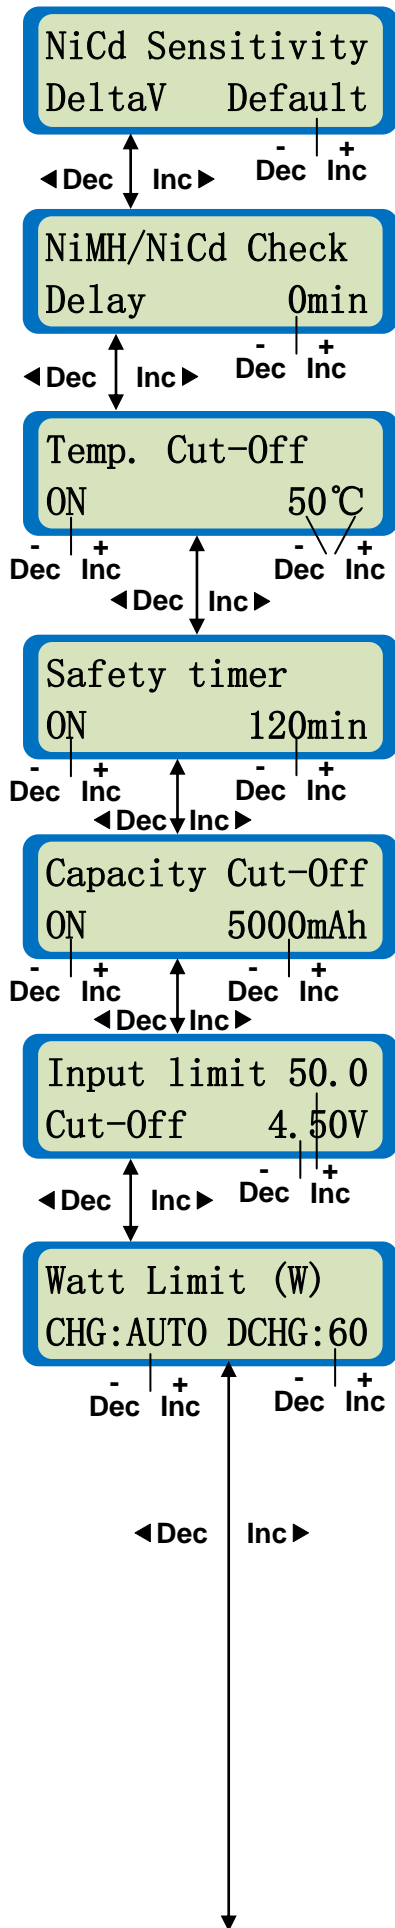 NiCd Sensitivity
DeltaV Default
- +
Dec Inc
◄Dec Inc►
NiMH/NiCd Check
Delay 0min
- +
Dec Inc
◄Dec Inc►
Temp. Cut-Off
ON 50℃
- + - +
Dec Inc Dec Inc
◄Dec Inc►
Safety timer
ON 120min
- + - +
Dec Inc Dec Inc
◄Dec Inc►
Capacity Cut-Off
ON 5000mAh
- + - +
Dec Inc Dec Inc
◄Dec Inc►
Input limit 50.0
Cut-Off 4.50V
- +
Dec Inc
◄Dec Inc►
Watt Limit (W)
CHG:AUTO DCHG:60
- + - +
Dec Inc Dec Inc
◄Dec Inc►